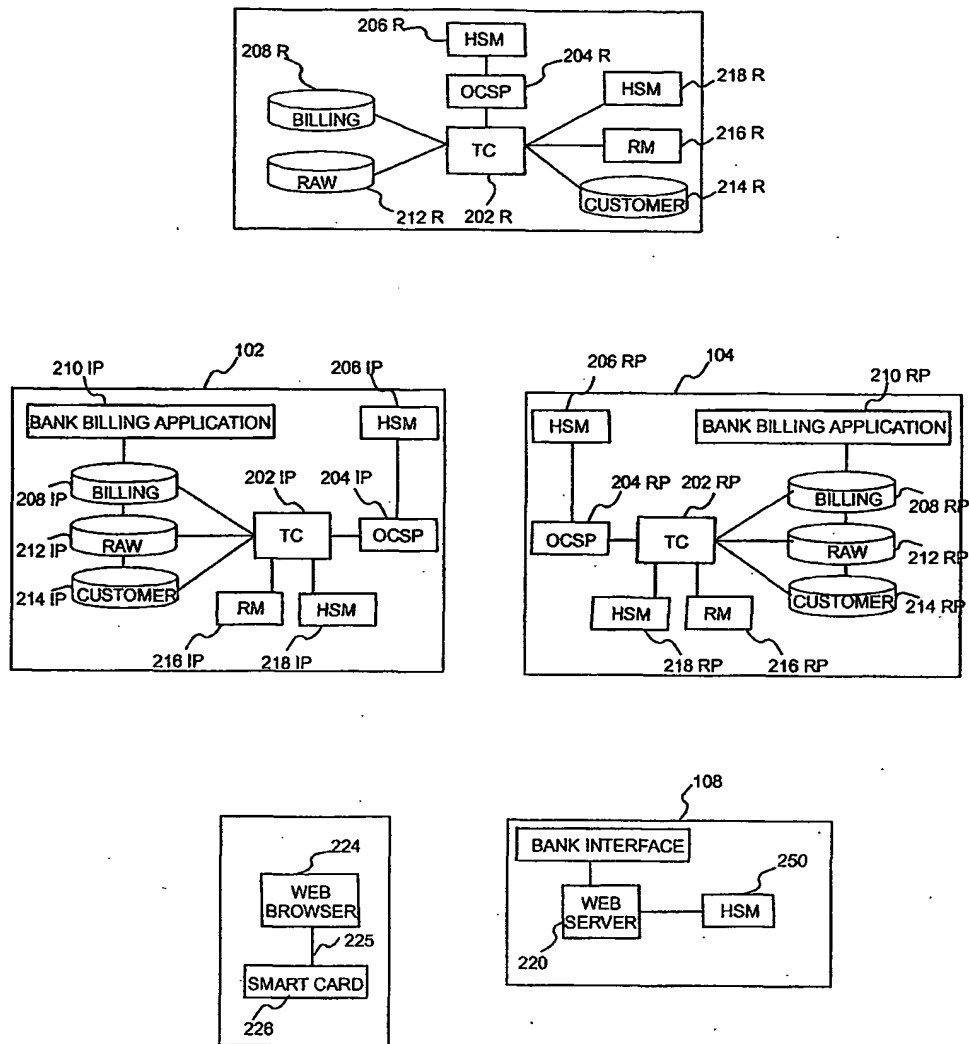 206 R
HSM
208 R
204 R
218 R
OCSP
HSM
BILLING
216 R
TC
RM
RAW
214 R
CUSTOMER
212 R
202 R
102
210 IP
206 IP
BANK BILLING APPLICATION
HSM
202 IP
204 IP
BILLING
208 IP
TC
OCSP
212 IP
RAW
214 IP
CUSTOMER
RM
HSM
216 IP
218 IP
104
206 RP
210 RP
HSM
BANK BILLING APPLICATION
204 RP
202 RP
BILLING
208 RP
OCSP
TC
RAW
212 RP
CUSTOMER
214 RP
HSM
RM
218 RP
216 RP
224
WEB
BROWSER
225
SMART CARD
226
108
BANK INTERFACE
250
WEB
SERVER
HSM
220